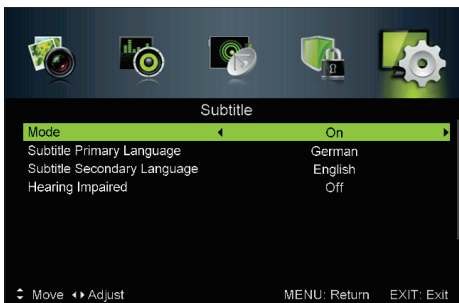 Subtitle
Mode On
Subtitle Primary Language German
Subtitle Secondary Language English
Hearing Impaired Off
Move Adjust MENU: Return EXIT: Exit